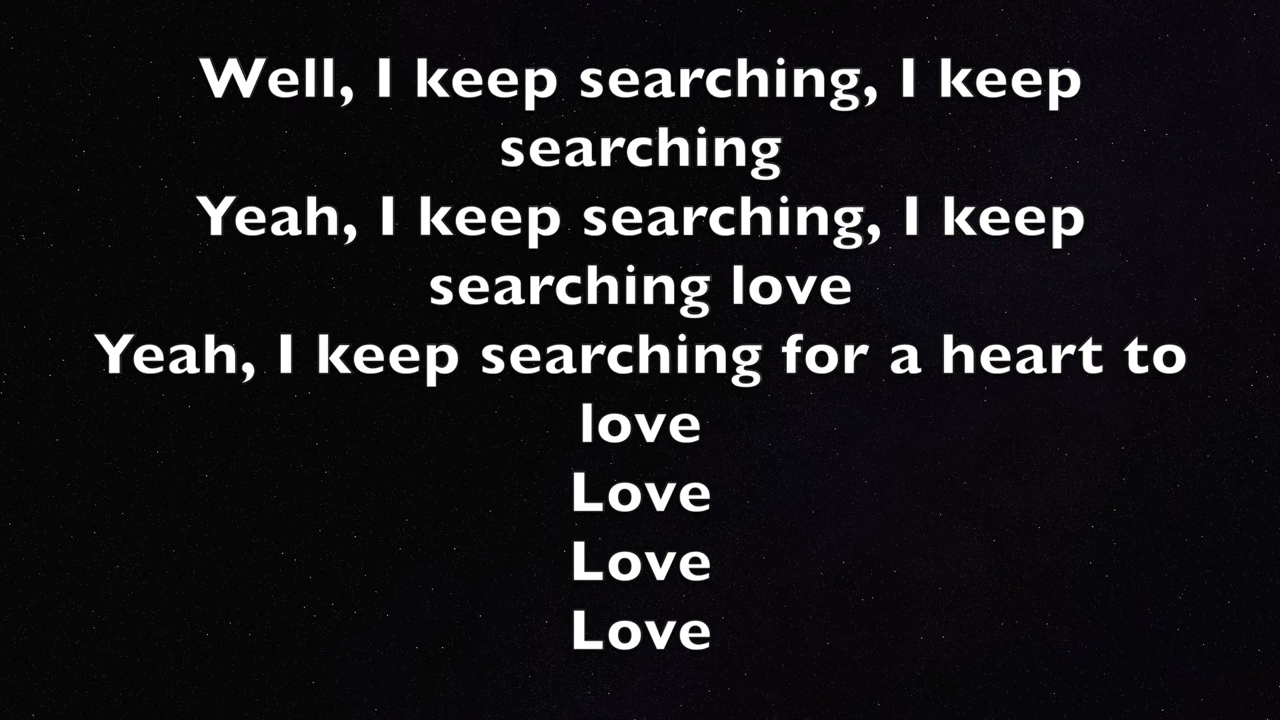 Well, I keep searching, I keep
searching
Yeah, I keep searching, I keep
searching love
Yeah, I keep searching for a heart to
love
Love
Love
Love